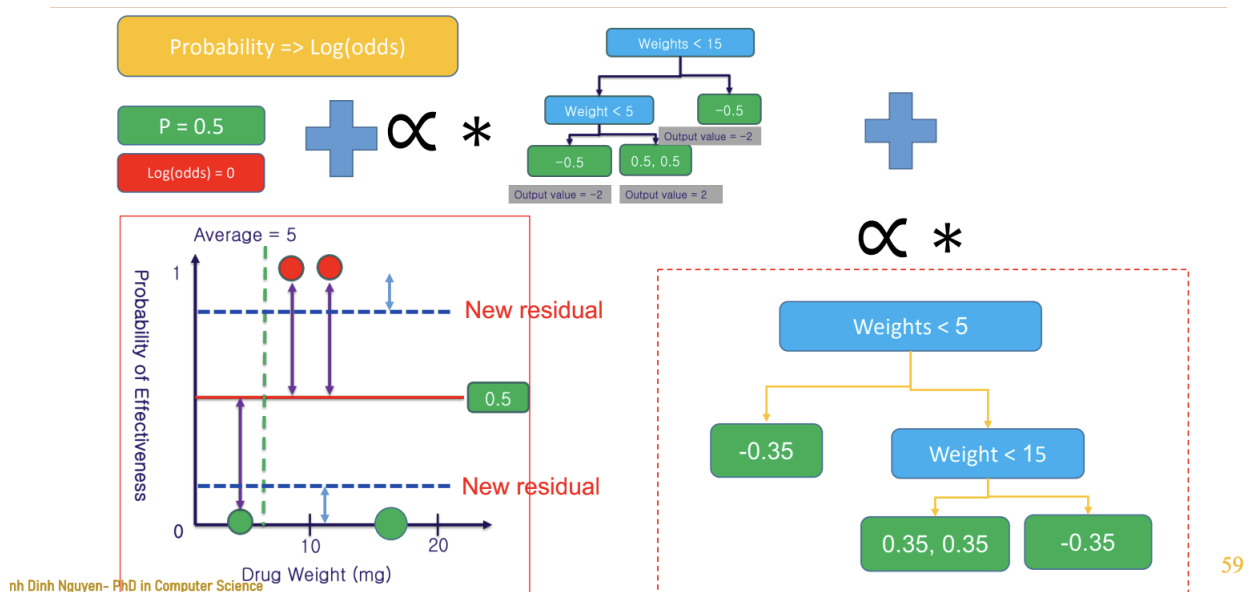 Probability => Log(odds)
P = 0.5
Log(odds) = 0
∝ *
Weights < 15
Weight < 5
-0.5
Output value = -2
-0.5
0.5, 0.5
Output value = -2
Output value = 2
∝ *
Average = 5
1
Probability of Effectiveness
New residual
0.5
New residual
0
10
20
Drug Weight (mg)
Weights < 5
-0.35
Weight < 15
0.35, 0.35
-0.35
nh Dinh Nguyen- PhD in Computer Science
59